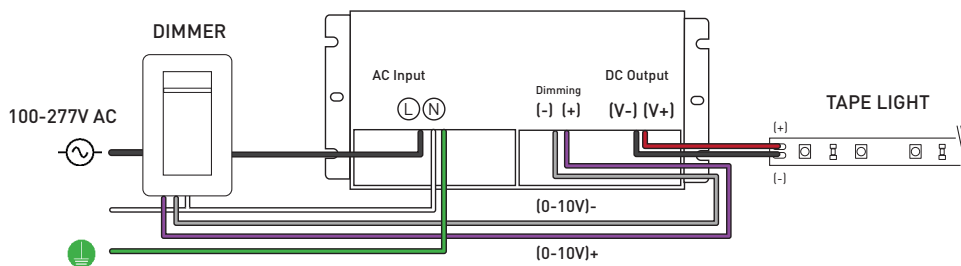 DIMMER
AC Input
DC Output
Dimming
L N
(-) (+)
(V-) (V+)
100-277V AC
TAPE LIGHT
(+)
(-)
(0-10V)-
(0-10V)+